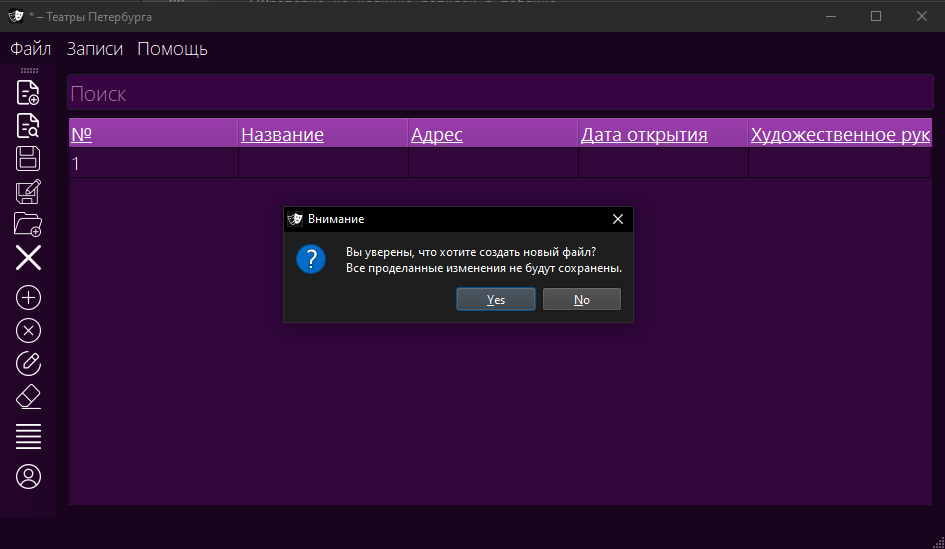 * – Театры Петербурга
Файл Записи Помощь
Поиск
№ Название Адрес Дата открытия Художественное рук
1
Внимание
Вы уверены, что хотите создать новый файл?
Все проделанные изменения не будут сохранены.
Yes No